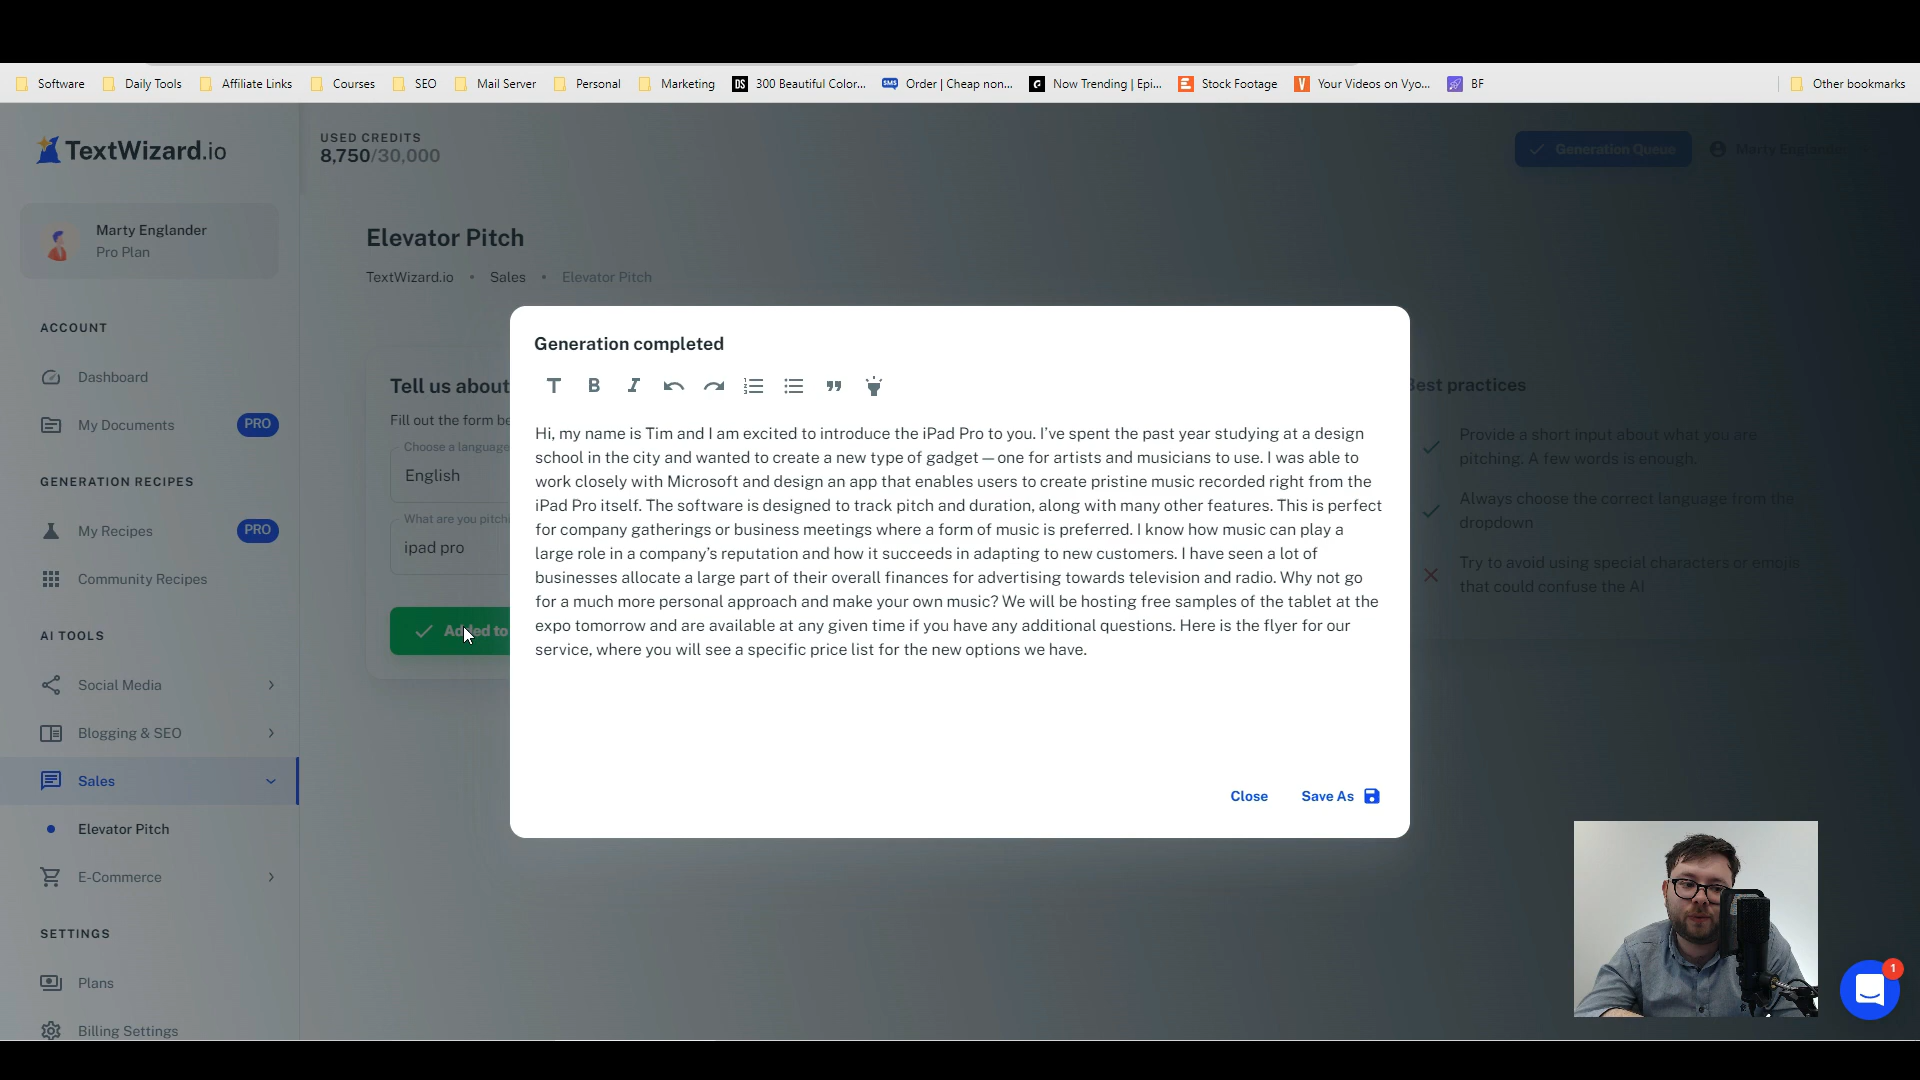 Software
Daily Tools
Affiliate Links
Courses
SEO
Mail Server
Personal
Marketing
DS
300 Beautiful Color...
SMS
Order | Cheap non...
Now Trending | Epi...
Stock Footage
V
Your Videos on Vyo...
BF
Other bookmarks
TextWizard.io
USED CREDITS
8,750/30,000
Generation Queue
Marty Englander
Marty Englander
Pro Plan
Elevator Pitch
TextWizard.io • Sales • Elevator Pitch
ACCOUNT
Dashboard
My Documents
PRO
GENERATION RECIPES
My Recipes
PRO
Community Recipes
AI TOOLS
Social Media
Blogging & SEO
Sales
Elevator Pitch
E-Commerce
SETTINGS
Plans
Billing Settings
Tell us about
Fill out the form be
Choose a language
English
What are you pitch
ipad pro
Added to
Generation completed
Hi, my name is Tim and I am excited to introduce the iPad Pro to you. I've spent the past year studying at a design
school in the city and wanted to create a new type of gadget — one for artists and musicians to use. I was able to
work closely with Microsoft and design an app that enables users to create pristine music recorded right from the
iPad Pro itself. The software is designed to track pitch and duration, along with many other features. This is perfect
for company gatherings or business meetings where a form of music is preferred. I know how music can play a
large role in a company's reputation and how it succeeds in adapting to new customers. I have seen a lot of
businesses allocate a large part of their overall finances for advertising towards television and radio. Why not go
for a much more personal approach and make your own music? We will be hosting free samples of the tablet at the
expo tomorrow and are available at any given time if you have any additional questions. Here is the flyer for our
service, where you will see a specific price list for the new options we have.
Close
Save As
Best practices
Provide a short input about what you are
pitching. A few words is enough.
Always choose the correct language from the
dropdown
Try to avoid using special characters or emojis
that could confuse the AI
1